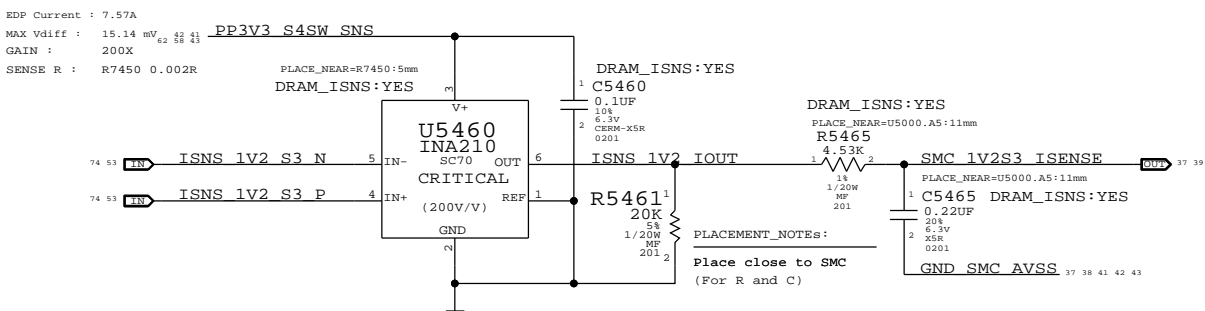 EDP Current : 7.57A
MAX Vdiff : 15.14 mV
GAIN : 200X
SENSE R : R7450 0.002R
42 41
62 58 43
PP3V3_S4SW_SNS
PLACE_NEAR=R7450:5mm
DRAM_ISNS:YES
3
V+
U5460
INA210
SC70
CRITICAL
(200V/V)
GND
2
5 IN-
4 IN+
OUT 6
REF 1
74 53 IN ISNS_1V2_S3_N
74 53 IN ISNS_1V2_S3_P
DRAM_ISNS:YES
1 C5460
0.1UF
10%
6.3V
2 CERM-X5R
0201
ISNS_1V2_IOUT
R5461 1
20K
5%
1/20W
MF
201 2
DRAM_ISNS:YES
PLACE_NEAR=U5000.A5:11mm
R5465
4.53K
1 2
1%
1/20W
MF
201
SMC_1V2S3_ISENSE
OUT 37 39
PLACE_NEAR=U5000.A5:11mm
1 C5465 DRAM_ISNS:YES
0.22UF
20%
6.3V
2 X5R
0201
GND_SMC_AVSS 37 38 41 42 43
PLACEMENT_NOTEs:
Place close to SMC
(For R and C)